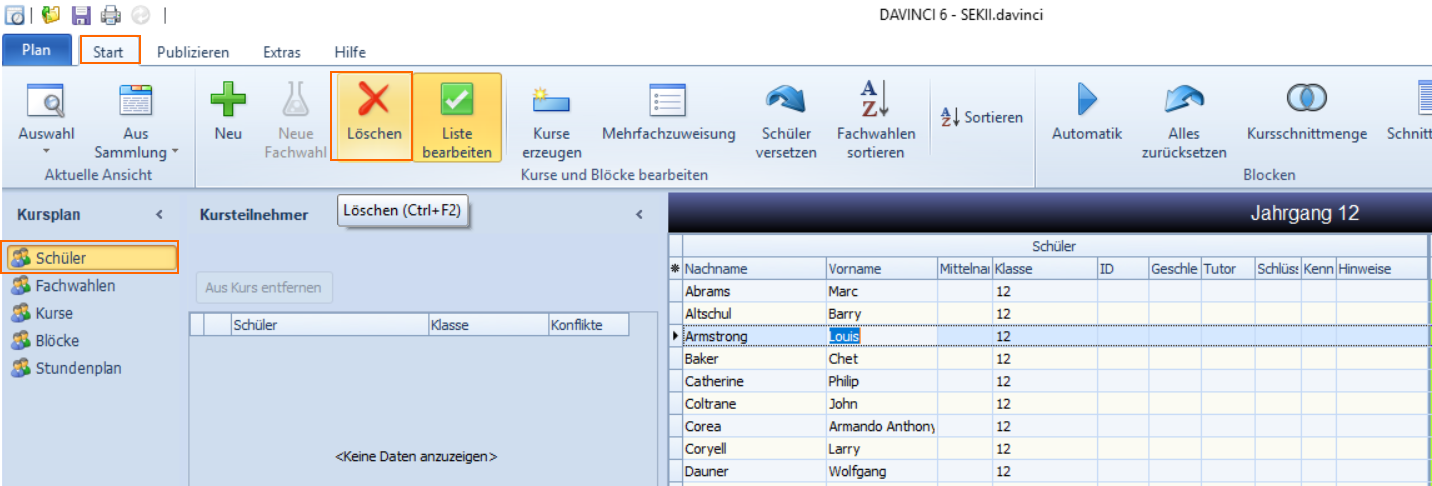 DAVINCI 6 - SEKII.davinci
Plan Start Publizieren Extras Hilfe
Auswahl Aus Sammlung Neu Neue Fachwahl Löschen Liste bearbeiten Kurse erzeugen Mehrfachzuweisung Schüler versetzen Fachwahlen sortieren Sortieren Automatik Alles zurücksetzen Kursschnittmenge Schnitt
Aktuelle Ansicht Kurse und Blöcke bearbeiten Blocken
Kursplan
Schüler
Fachwahlen
Kurse
Blöcke
Stundenplan
Kursteilnehmer
Löschen (Ctrl+F2)
Aus Kurs entfernen
Schüler Klasse Konflikte
<Keine Daten anzuzeigen>
Jahrgang 12
Schüler
Nachname Vorname Mittelnai Klasse ID Geschle Tutor Schlüss Kenn Hinweise
Abrams Marc 12
Altschul Barry 12
Armstrong Louis 12
Baker Chet 12
Catherine Philip 12
Coltrane John 12
Corea Armando Anthony 12
Coryell Larry 12
Dauner Wolfgang 12